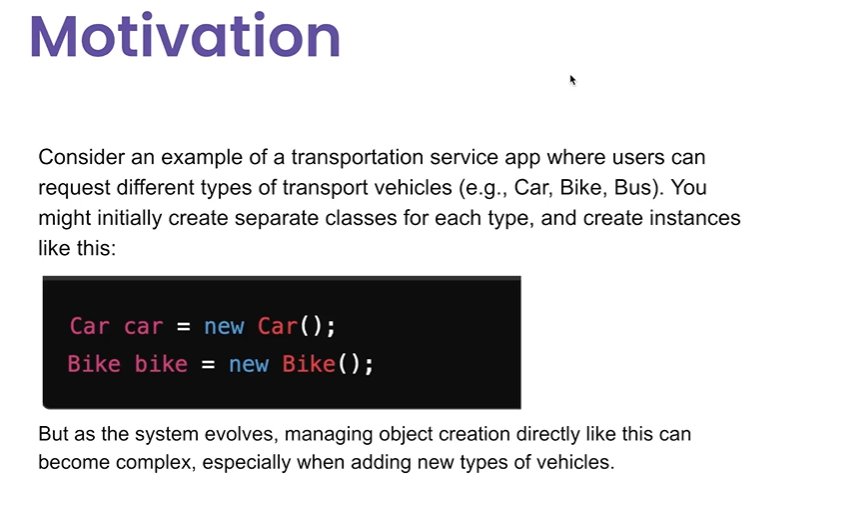 Motivation
Consider an example of a transportation service app where users can
request different types of transport vehicles (e.g., Car, Bike, Bus). You
might initially create separate classes for each type, and create instances
like this:
Car car = new Car();
Bike bike = new Bike();
But as the system evolves, managing object creation directly like this can
become complex, especially when adding new types of vehicles.